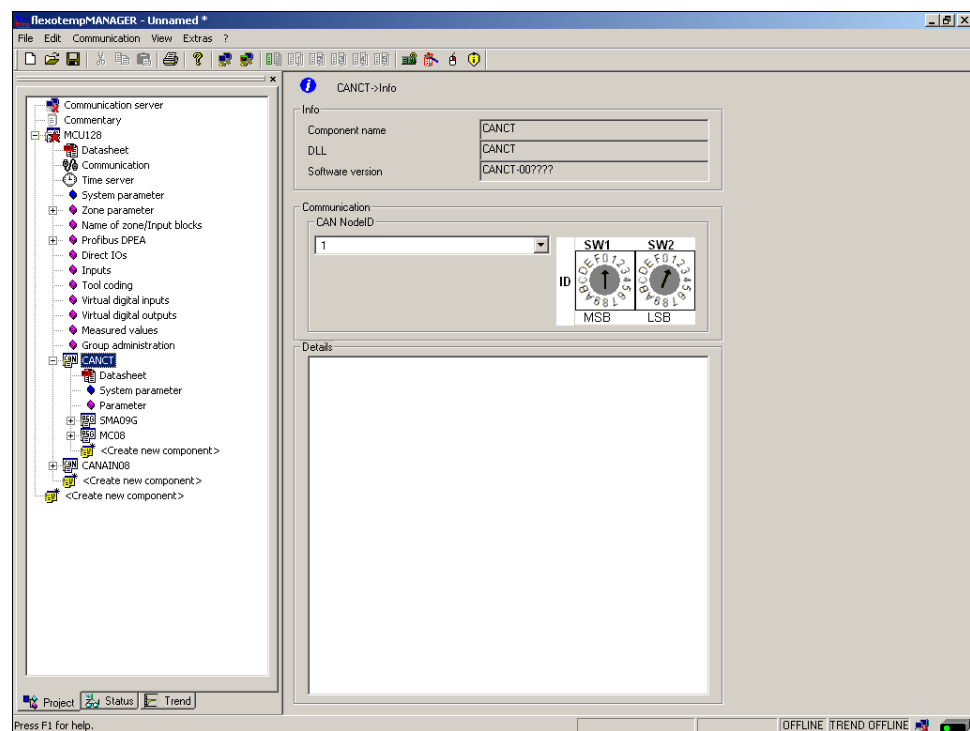 flexotempMANAGER - Unnamed *
File Edit Communication View Extras ?
CANCT->Info
Communication server
Commentary
MCU128
Datasheet
Communication
Time server
System parameter
Zone parameter
Name of zone/Input blocks
Profibus DPEA
Direct IOs
Inputs
Tool coding
Virtual digital inputs
Virtual digital outputs
Measured values
Group administration
CANCT
Datasheet
System parameter
Parameter
SMA09G
MC08
<Create new component>
CANAIN08
<Create new component>
<Create new component>
Info
Component name CANCT
DLL CANCT
Software version CANCT-00????
Communication
CAN NodeID
1
SW1 SW2
ID
MSB LSB
Details
Project Status Trend
Press F1 for help.
OFFLINE TREND OFFLINE